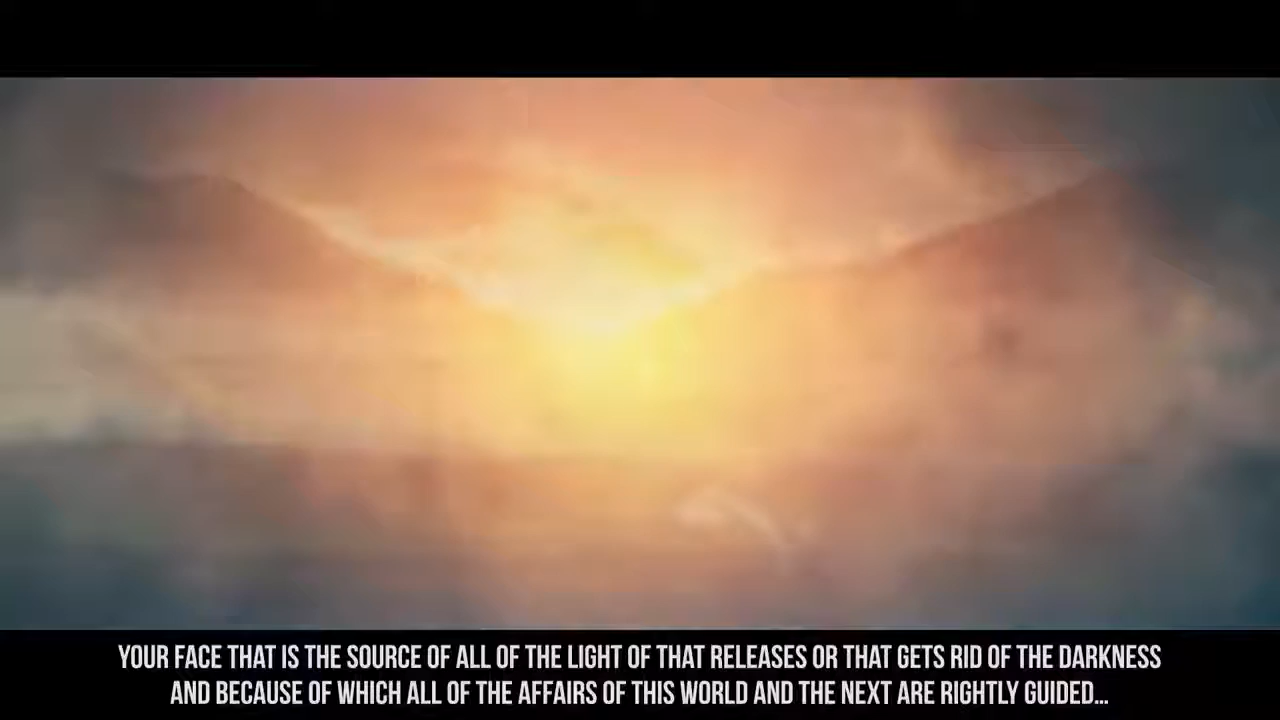 YOUR FACE THAT IS THE SOURCE OF ALL OF THE LIGHT OF THAT RELEASES OR THAT GETS RID OF THE DARKNESS
AND BECAUSE OF WHICH ALL OF THE AFFAIRS OF THIS WORLD AND THE NEXT ARE RIGHTLY GUIDED...